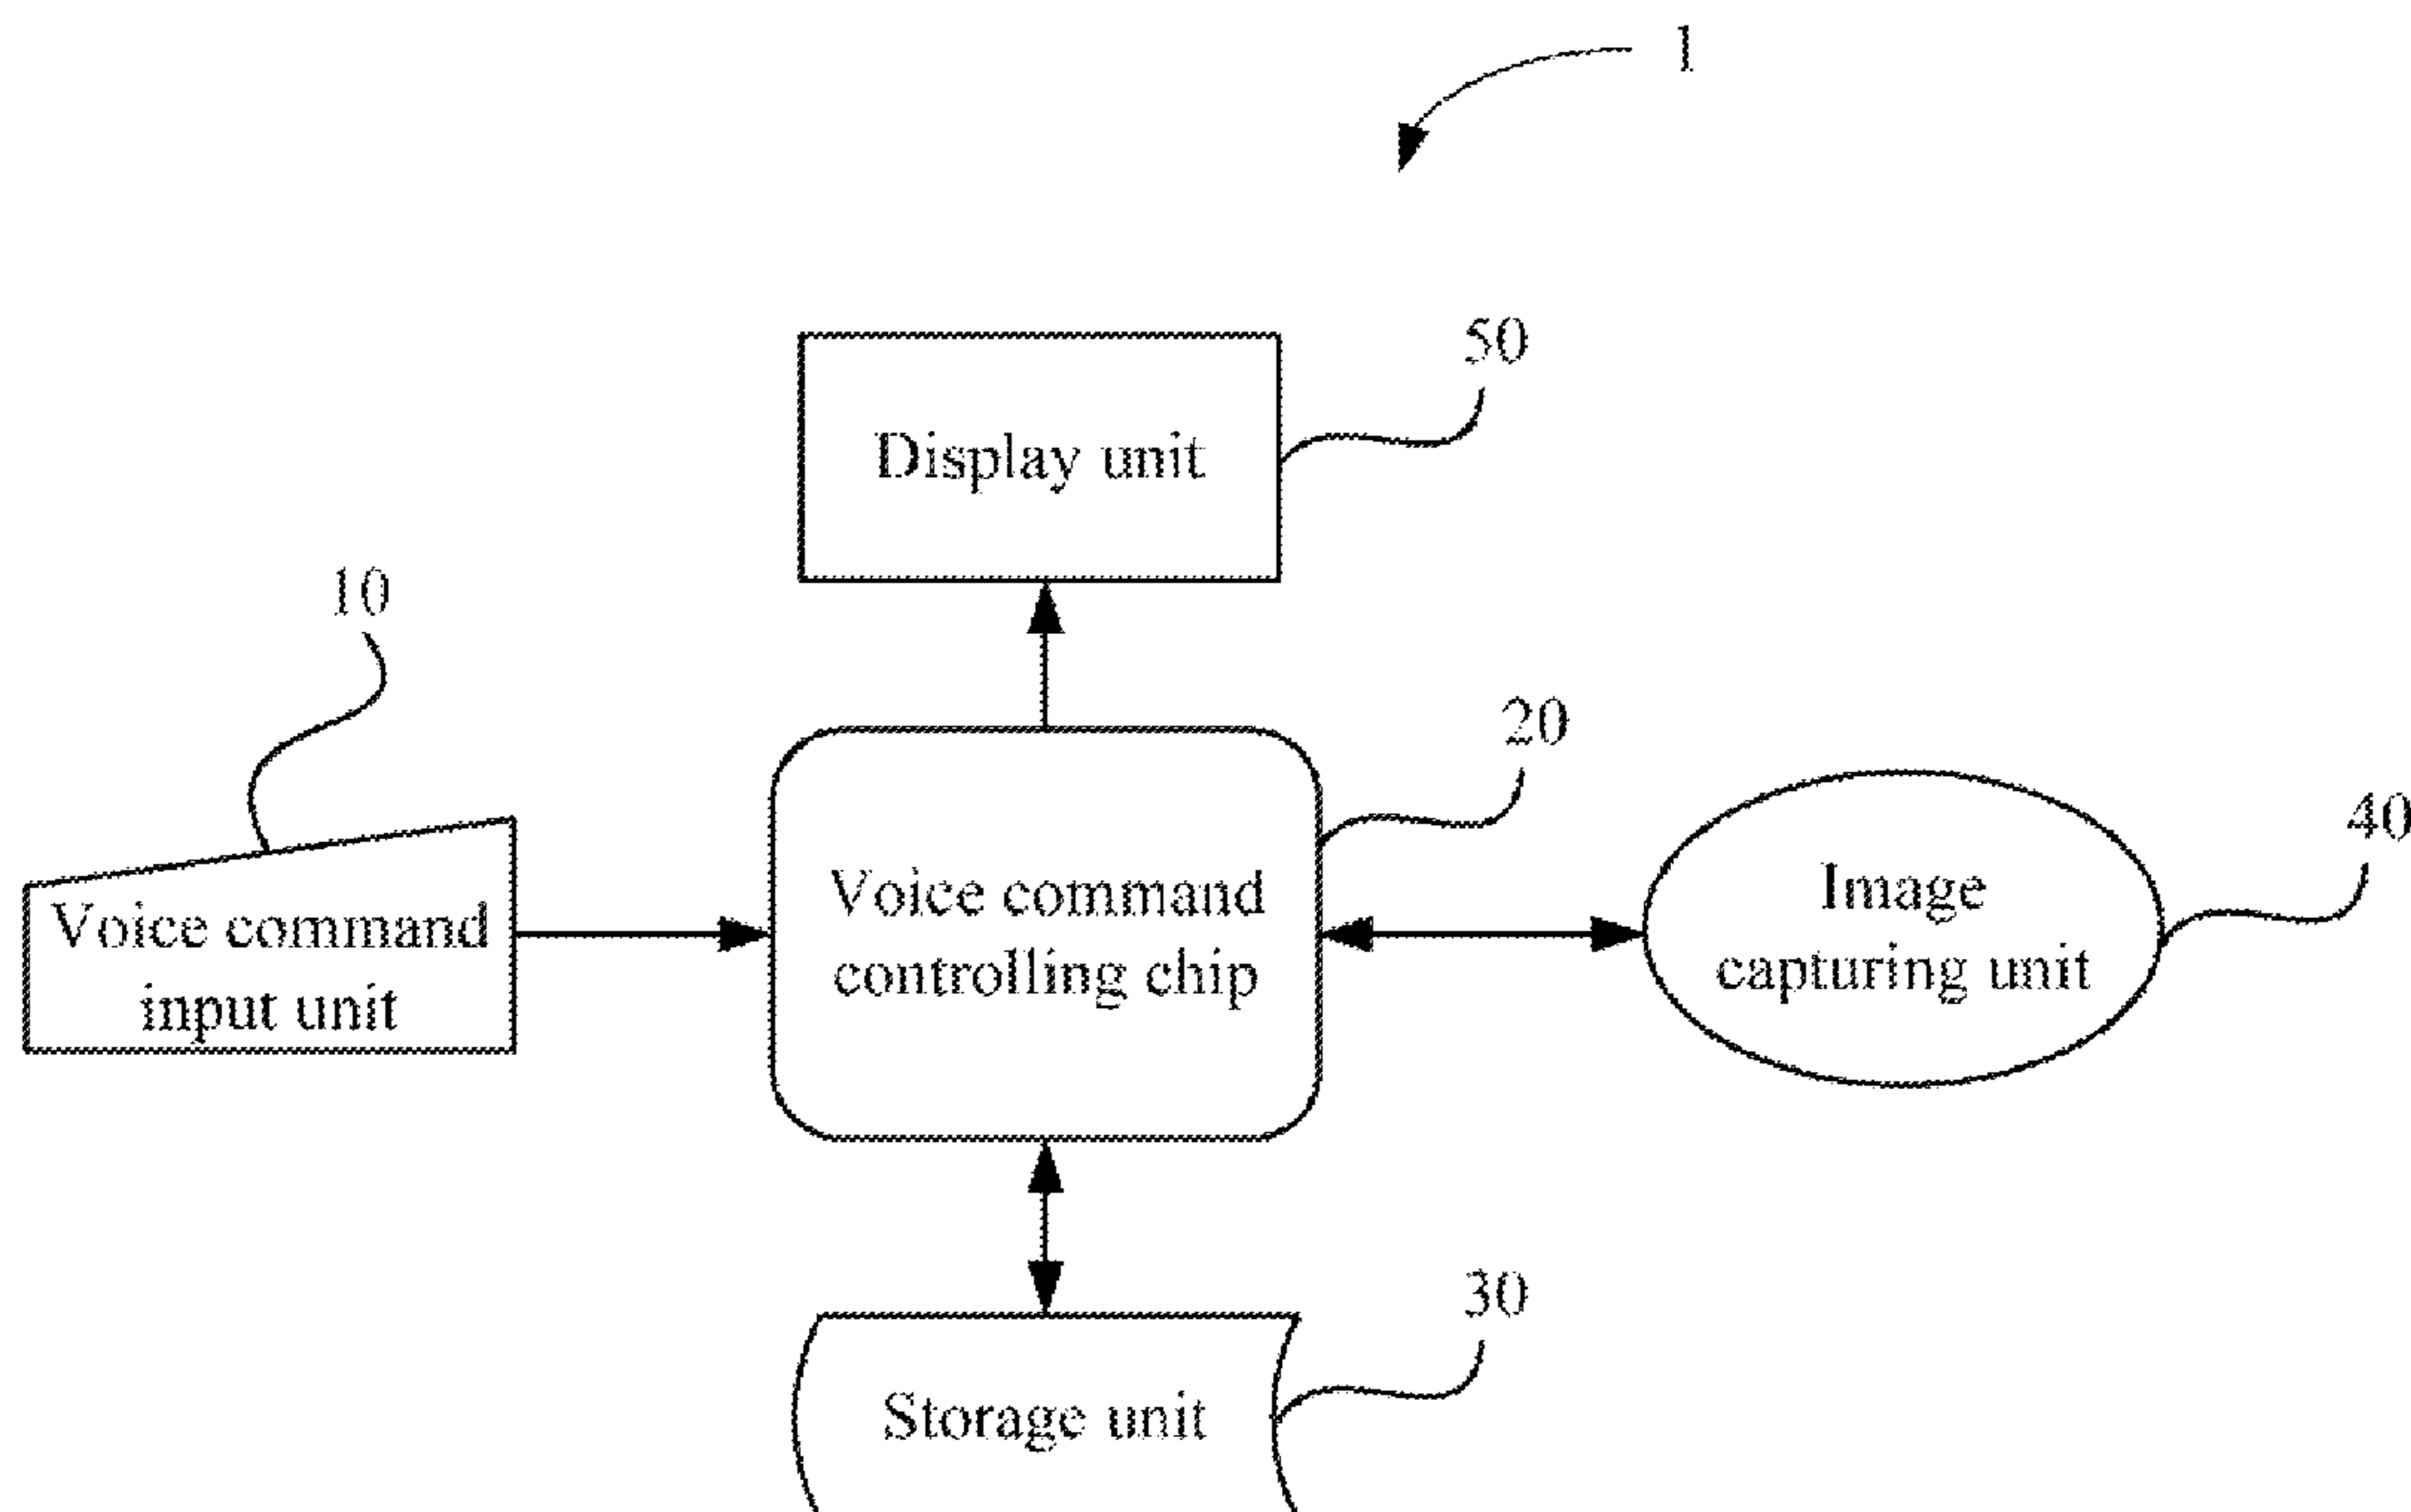 1
50
Display unit
10
20
40
Voice command
input unit
Voice command
controlling chip
Image
capturing unit
30
Storage unit